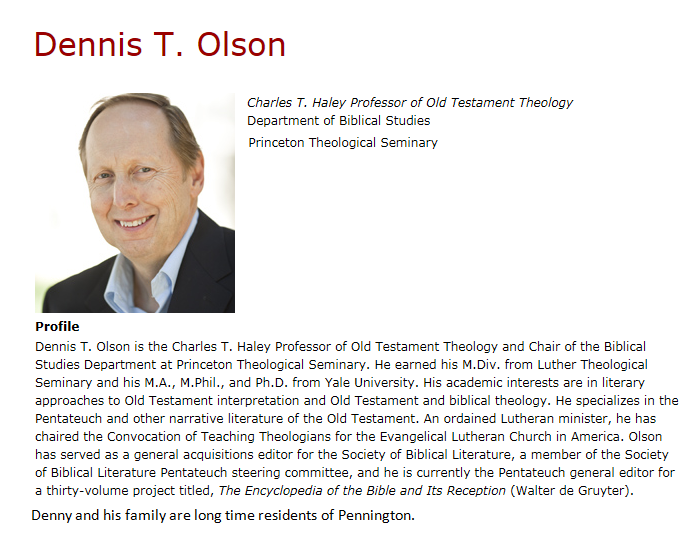 Dennis T. Olson
Charles T. Haley Professor of Old Testament Theology
Department of Biblical Studies
Princeton Theological Seminary
Profile
Dennis T. Olson is the Charles T. Haley Professor of Old Testament Theology and Chair of the Biblical
Studies Department at Princeton Theological Seminary. He earned his M.Div. from Luther Theological
Seminary and his M.A., M.Phil., and Ph.D. from Yale University. His academic interests are in literary
approaches to Old Testament interpretation and Old Testament and biblical theology. He specializes in the
Pentateuch and other narrative literature of the Old Testament. An ordained Lutheran minister, he has
chaired the Convocation of Teaching Theologians for the Evangelical Lutheran Church in America. Olson
has served as a general acquisitions editor for the Society of Biblical Literature, a member of the Society
of Biblical Literature Pentateuch steering committee, and he is currently the Pentateuch general editor for
a thirty-volume project titled, The Encyclopedia of the Bible and Its Reception (Walter de Gruyter).
Denny and his family are long time residents of Pennington.